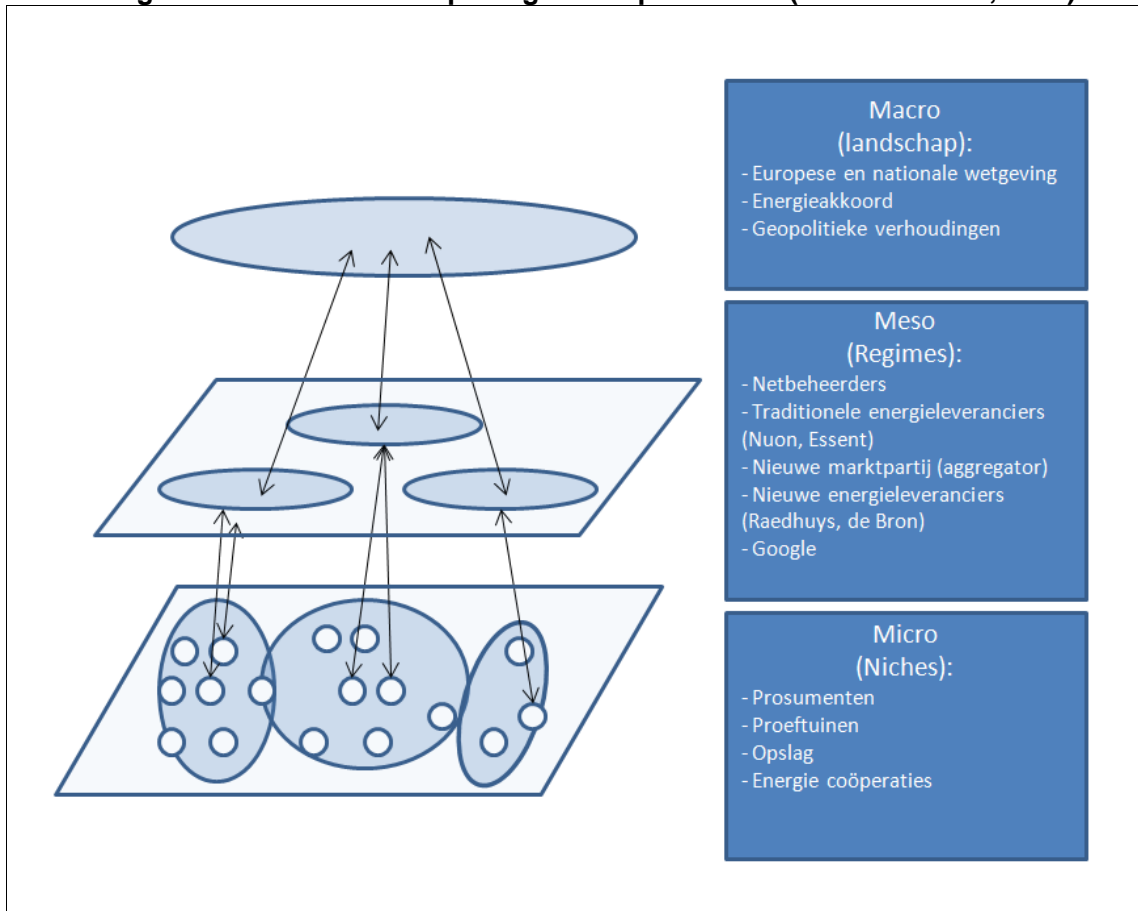 Macro
(landschap):
- Europese en nationale wetgeving
- Energieakkoord
- Geopolitieke verhoudingen
Meso
(Regimes):
- Netbeheerders
- Traditionele energieleveranciers
(Nuon, Essent)
- Nieuwe marktpartij (aggregator)
- Nieuwe energieleveranciers
(Raedhuys, de Bron)
- Google
Micro
(Niches):
- Prosumenten
- Proeftuinen
- Opslag
- Energie coöperaties